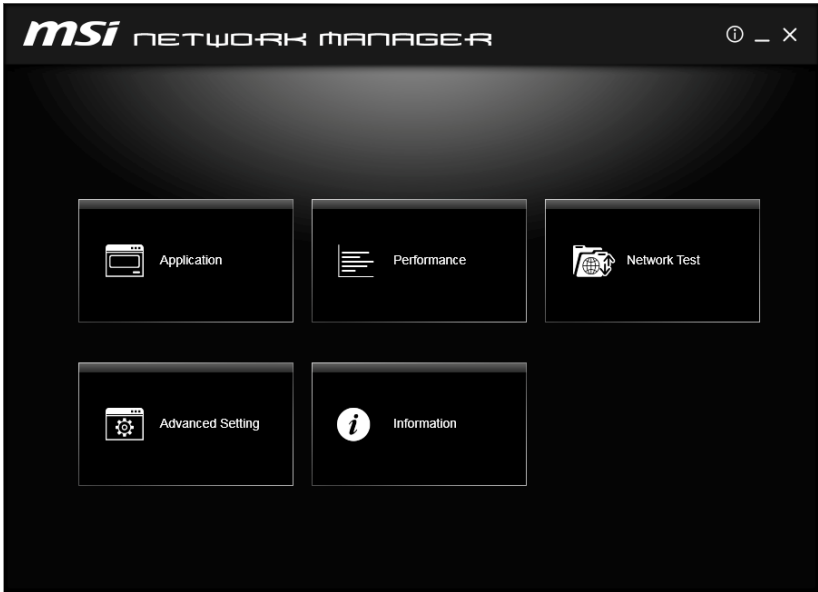 msi NETWORK MANAGER
Application
Performance
Network Test
Advanced Setting
Information